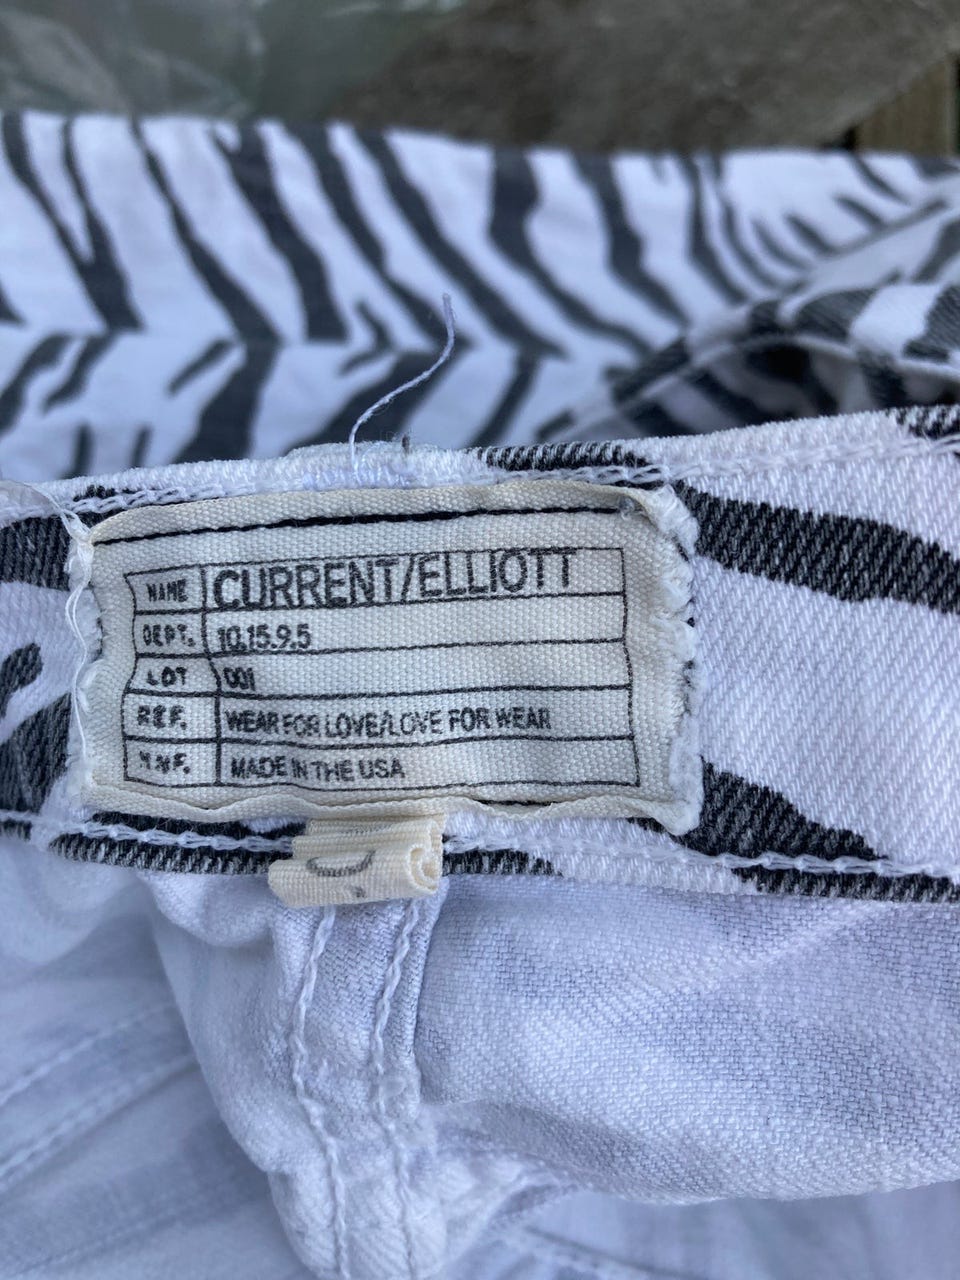 NAME CURRENT/ELLIOTT
DEPT. 10.15.9.5
LOT 001
REF. WEAR FOR LOVE/LOVE FOR WEAR
MNF. MADE IN THE USA